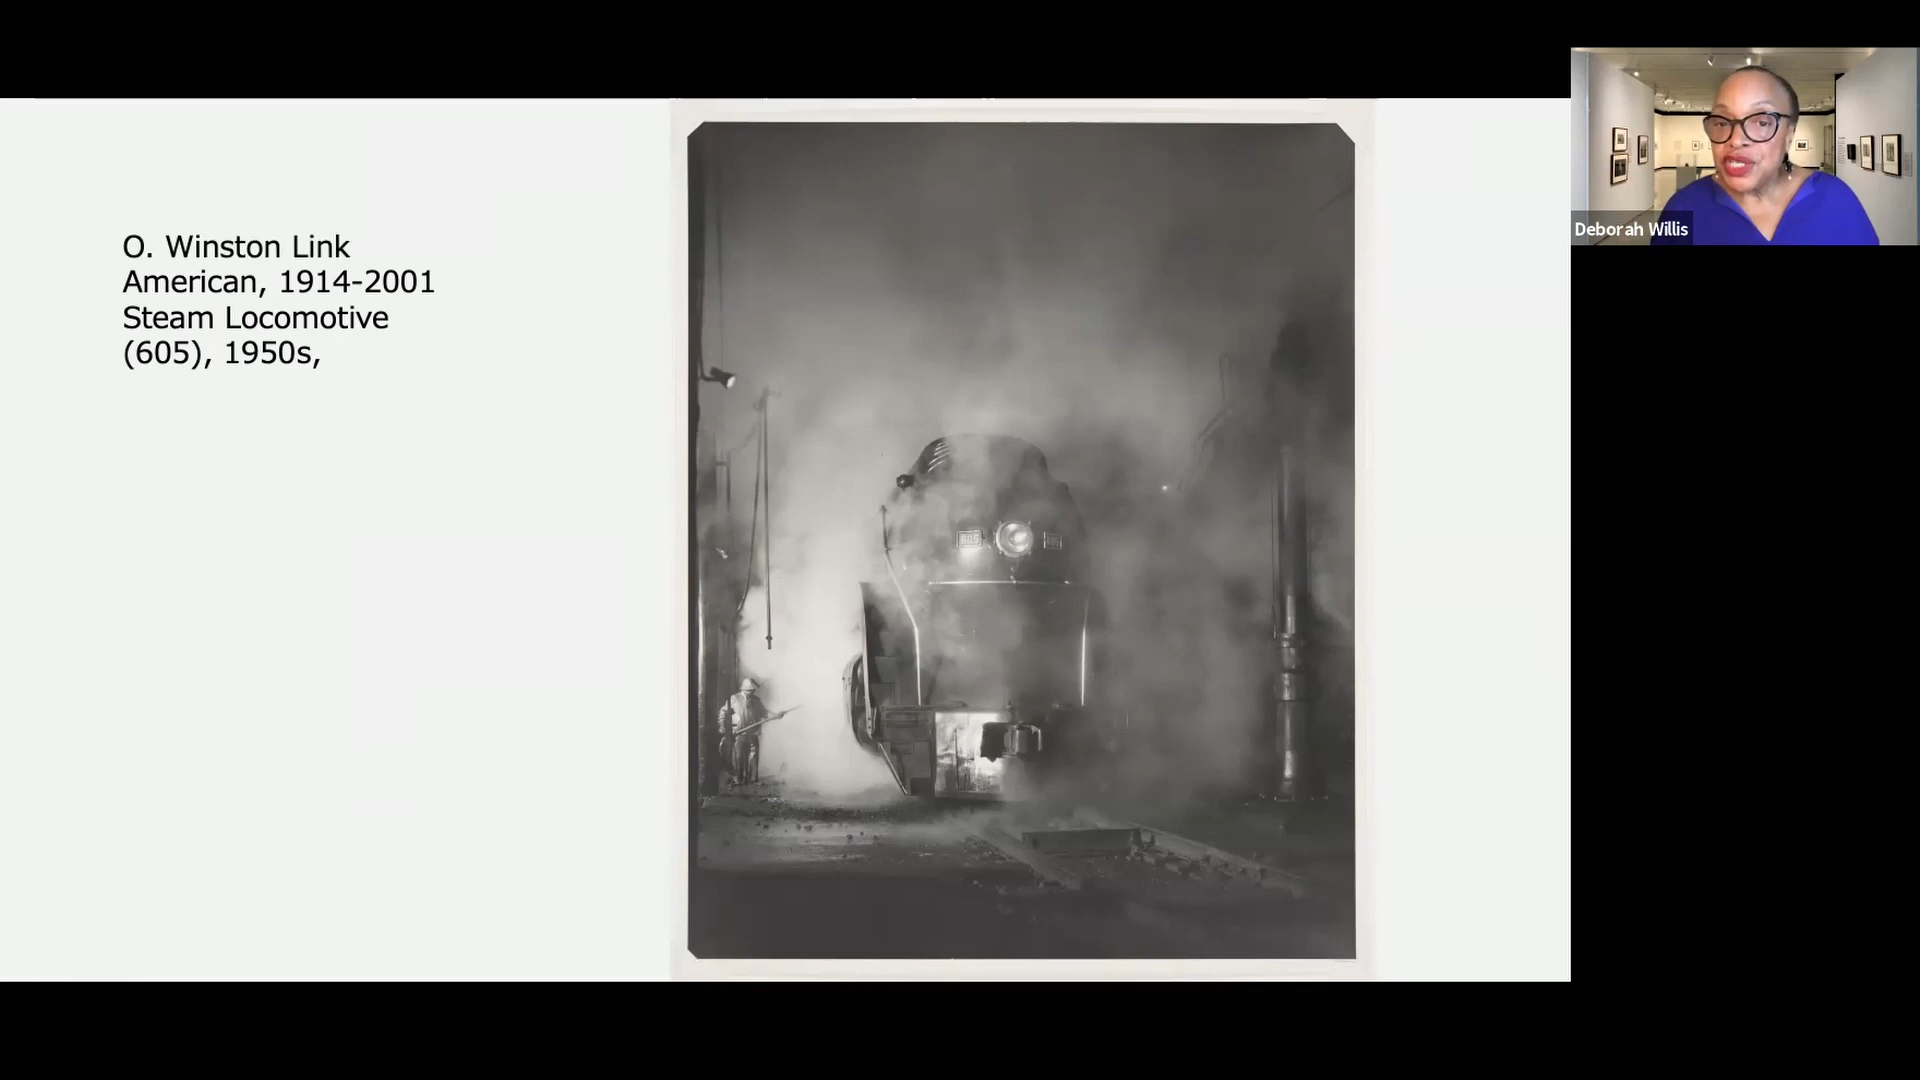 O. Winston Link
American, 1914-2001
Steam Locomotive
(605), 1950s,
Deborah Willis